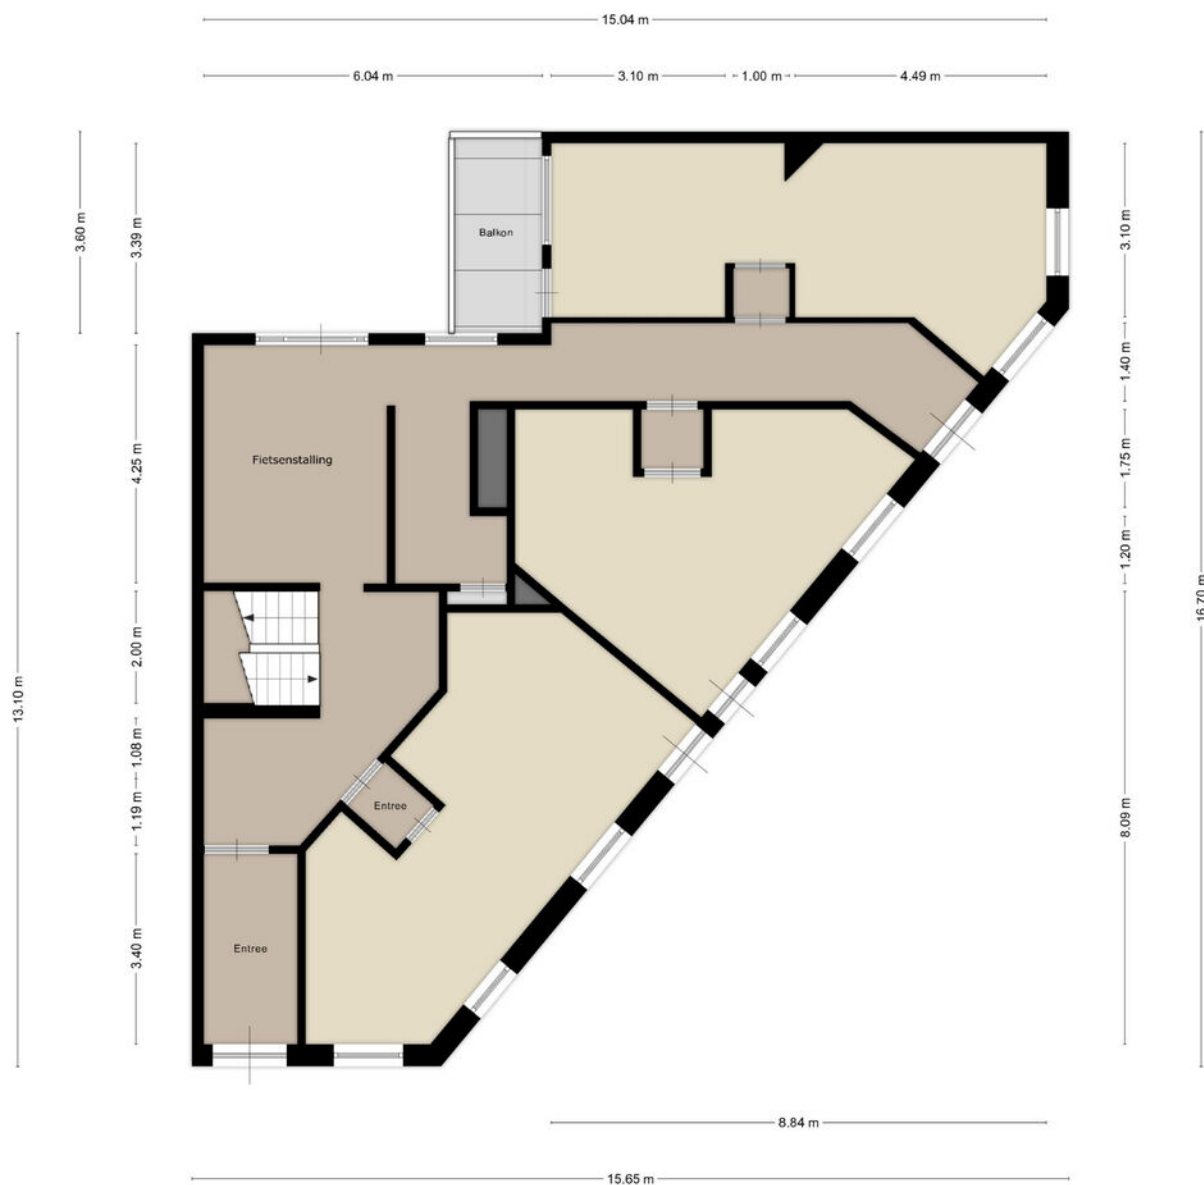 15.04 m
6.04 m
3.10 m
1.00 m
4.49 m
3.60 m
3.39 m
Balkon
3.10 m
1.40 m
4.25 m
Fietsenstalling
1.75 m
1.20 m
2.00 m
16.70 m
13.10 m
1.08 m
1.19 m
Entree
8.09 m
3.40 m
Entree
8.84 m
15.65 m